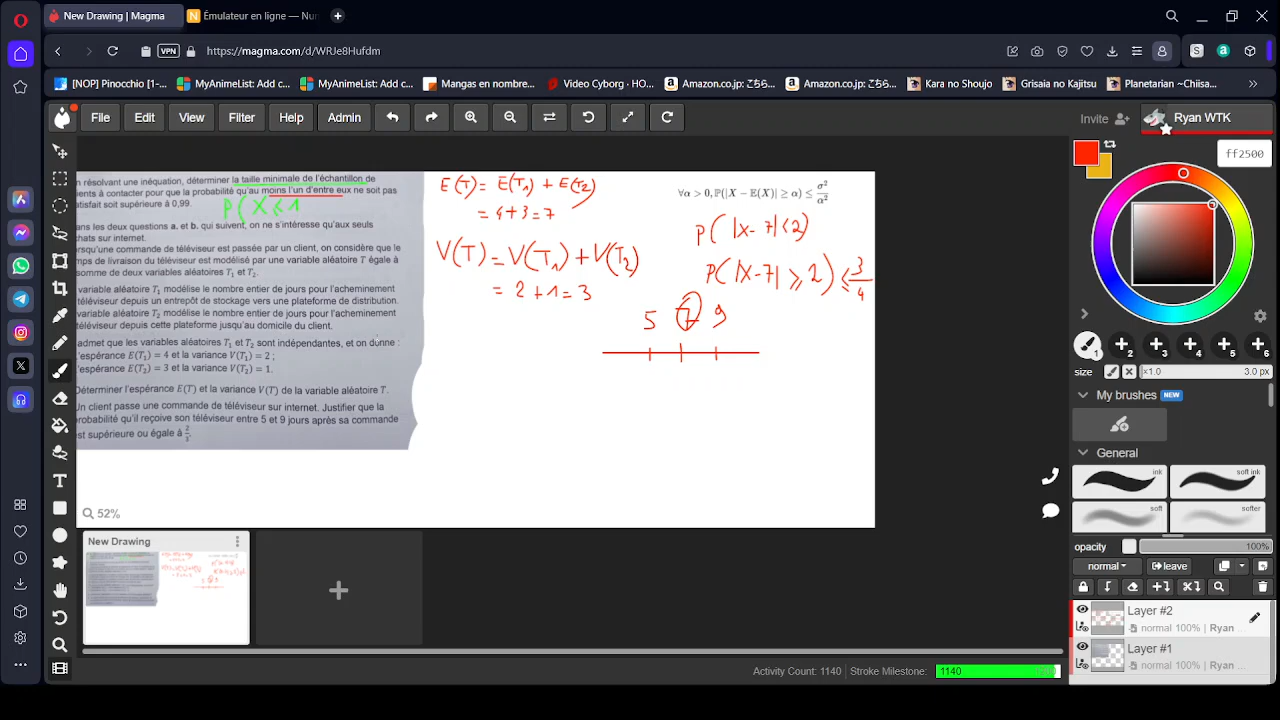 New Drawing | Magma
Émulateur en ligne — Nun
VPN
https://magma.com/d/WRJe8Hufdm
[NOP] Pinocchio [1-...
MyAnimeList: Add c...
MyAnimeList: Add c...
Mangas en nombre...
Video Cyborg · HO...
Amazon.co.jp: こちら...
Amazon.co.jp: こちら...
Kara no Shoujo
Grisaia no Kajitsu
Planetarian ~Chiisa...
File
Edit
View
Filter
Help
Admin
Invite
Ryan WTK
ff2500
n résolvant une inéquation, déterminer la taille minimale de l'échantillon de
ients à contacter pour que la probabilité qu'au moins l'un d'entre eux ne soit pas
atisfait soit supérieure à 0,99.
P(X ≤ 1
ans les deux questions a. et b. qui suivent, on ne s'intéresse qu'aux seuls
chats sur internet.
rsqu'une commande de téléviseur est passée par un client, on considère que le
mps de livraison du téléviseur est modélisé par une variable aléatoire T égale à
somme de deux variables aléatoires T₁ et T₂.
variable aléatoire T₁ modélise le nombre entier de jours pour l'acheminement
téléviseur depuis un entrepôt de stockage vers une plateforme de distribution.
variable aléatoire T₂ modélise le nombre entier de jours pour l'acheminement
téléviseur depuis cette plateforme jusqu'au domicile du client.
admet que les variables aléatoires T₁ et T₂ sont indépendantes, et on donne :
'espérance E(T₁) = 4 et la variance V(T₁) = 2 ;
'espérance E(T₂) = 3 et la variance V(T₂) = 1.
Déterminer l'espérance E(T) et la variance V(T) de la variable aléatoire T.
Un client passe une commande de téléviseur sur internet. Justifier que la
robabilité qu'il reçoive son téléviseur entre 5 et 9 jours après sa commande
est supérieure ou égale à 2/3.
E(T) = E(T₁) + E(T₂)
= 4 + 3 = 7
V(T) = V(T₁) + V(T₂)
= 2 + 1 = 3
∀α > 0, ℙ(|X − 𝔼(X)| ≥ α) ≤ σ²/α²
P( |X - 7| < 2)
P( |X - 7| ≥ 2) ≤ 3/4
5 7 9
52%
New Drawing
1
2
3
4
5
6
size
×1.0
3.0 px
My brushes
NEW
General
ink
soft ink
soft
softer
opacity
100%
normal
leave
Layer #2
normal 100% | Ryan
Layer #1
normal 100% | Ryan
Activity Count: 1140
Stroke Milestone:
1140